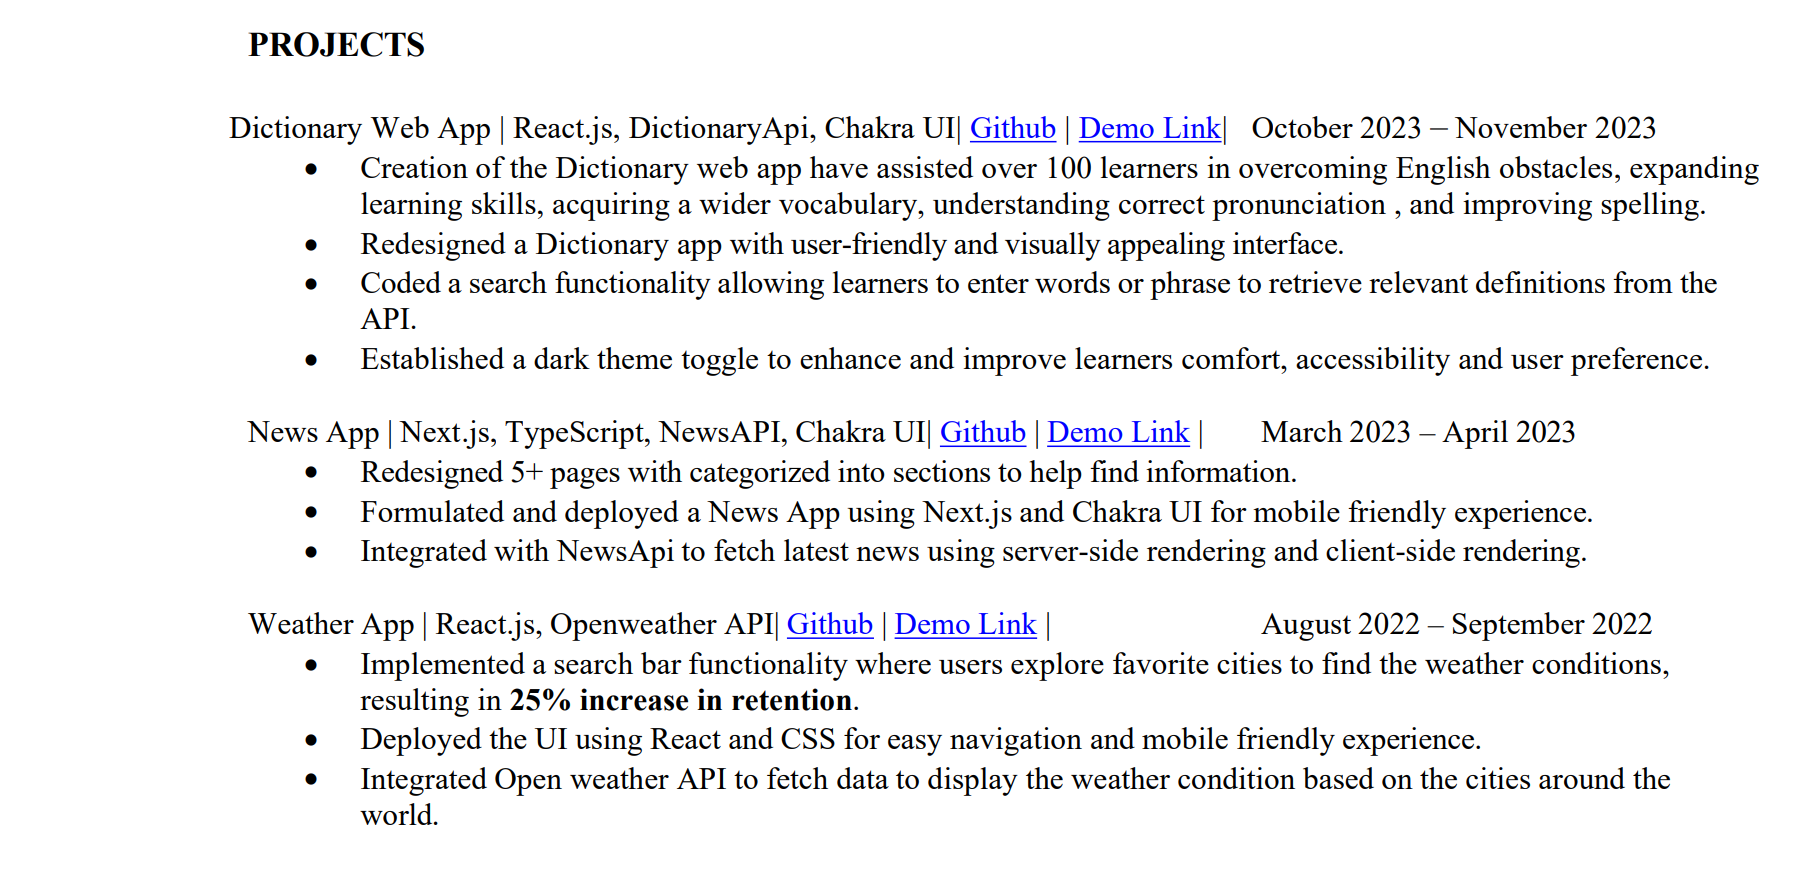 PROJECTS
Dictionary Web App | React.js, DictionaryApi, Chakra UI| Github | Demo Link| October 2023 – November 2023
• Creation of the Dictionary web app have assisted over 100 learners in overcoming English obstacles, expanding
learning skills, acquiring a wider vocabulary, understanding correct pronunciation , and improving spelling.
• Redesigned a Dictionary app with user-friendly and visually appealing interface.
• Coded a search functionality allowing learners to enter words or phrase to retrieve relevant definitions from the
API.
• Established a dark theme toggle to enhance and improve learners comfort, accessibility and user preference.
News App | Next.js, TypeScript, NewsAPI, Chakra UI| Github | Demo Link | March 2023 – April 2023
• Redesigned 5+ pages with categorized into sections to help find information.
• Formulated and deployed a News App using Next.js and Chakra UI for mobile friendly experience.
• Integrated with NewsApi to fetch latest news using server-side rendering and client-side rendering.
Weather App | React.js, Openweather API| Github | Demo Link | August 2022 – September 2022
• Implemented a search bar functionality where users explore favorite cities to find the weather conditions,
resulting in 25% increase in retention.
• Deployed the UI using React and CSS for easy navigation and mobile friendly experience.
• Integrated Open weather API to fetch data to display the weather condition based on the cities around the
world.